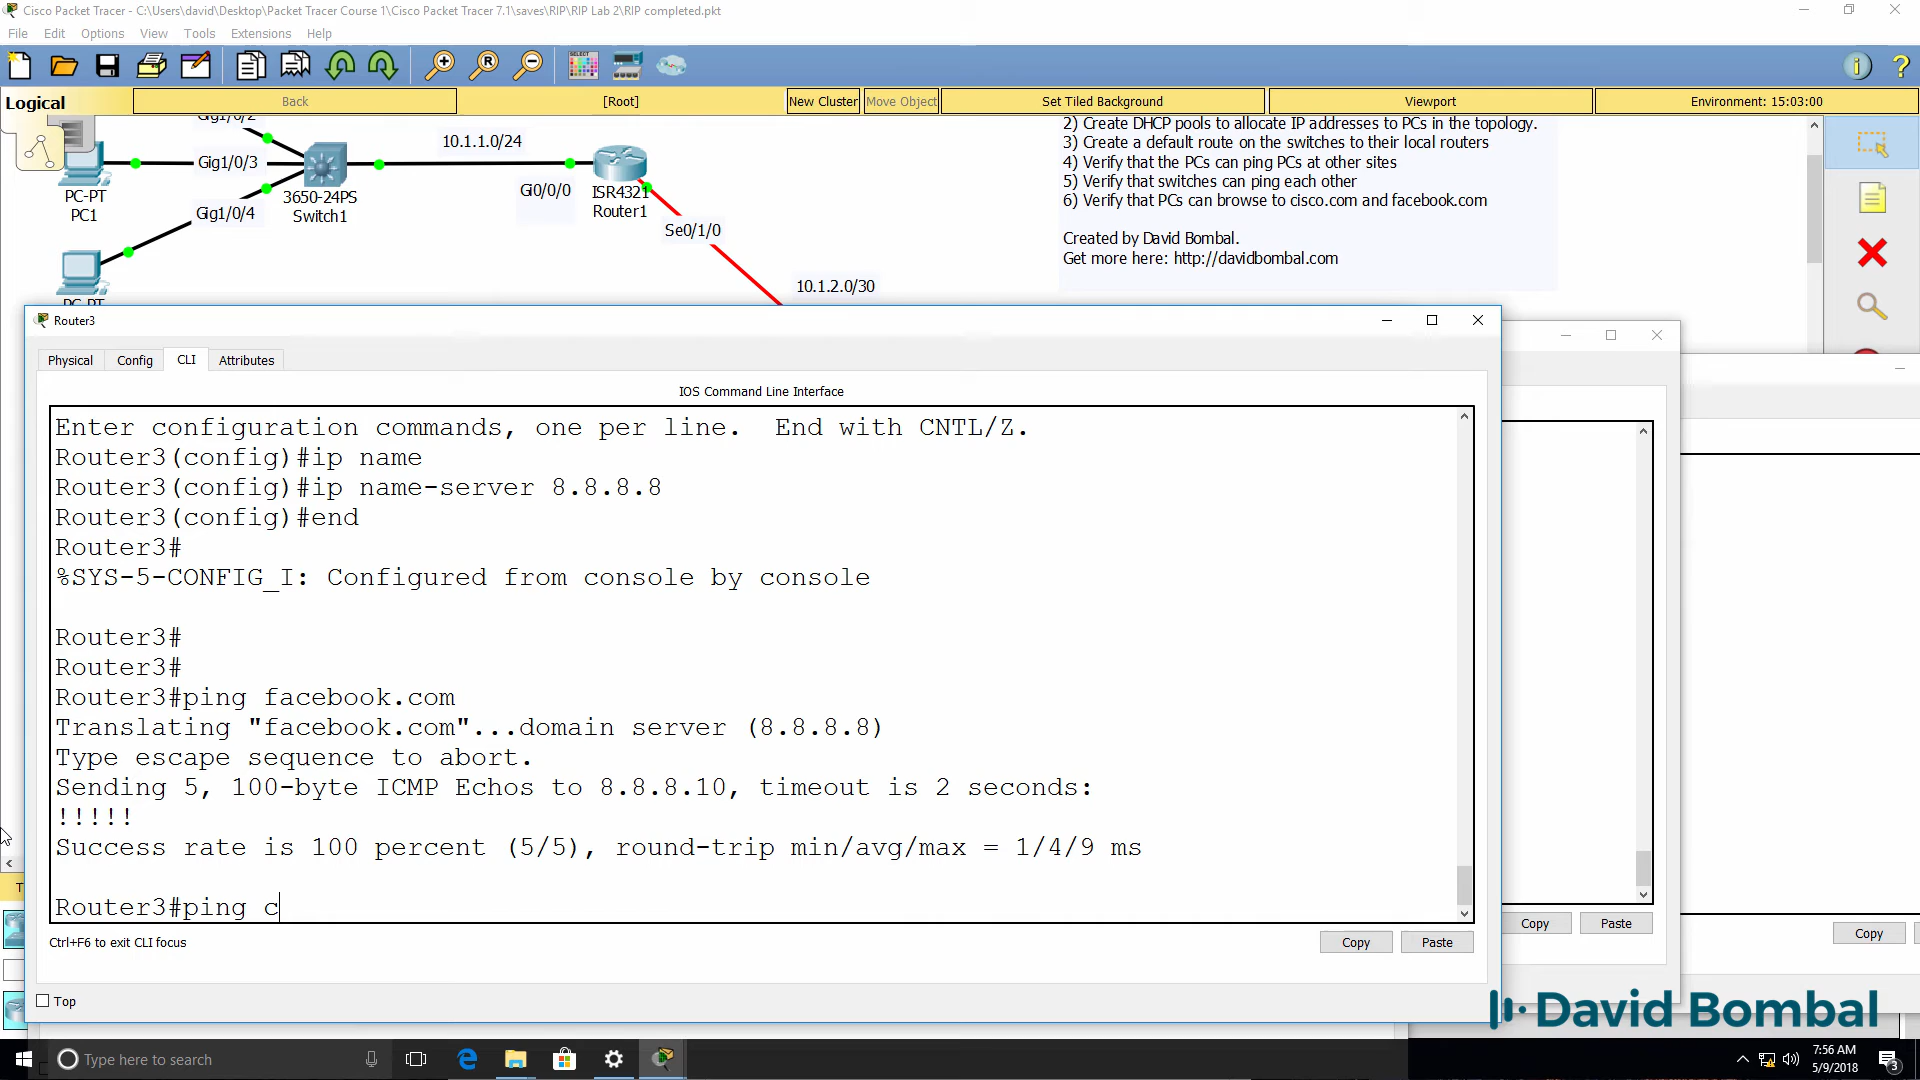 Cisco Packet Tracer - C:\Users\david\Desktop\Packet Tracer Course 1\Cisco Packet Tracer 7.1\saves\RIP\RIP Lab 2\RIP completed.pkt
File Edit Options View Tools Extensions Help
Logical
Back
[Root]
New Cluster
Move Object
Set Tiled Background
Viewport
Environment: 15:03:00
Gig1/0/2
Gig1/0/3
Gig1/0/4
PC-PT
PC1
3650-24PS
Switch1
10.1.1.0/24
Gi0/0/0
ISR4321
Router1
Se0/1/0
10.1.2.0/30
PC-PT
2) Create DHCP pools to allocate IP addresses to PCs in the topology.
3) Create a default route on the switches to their local routers
4) Verify that the PCs can ping PCs at other sites
5) Verify that switches can ping each other
6) Verify that PCs can browse to cisco.com and facebook.com
Created by David Bombal.
Get more here: http://davidbombal.com
Router3
Physical Config CLI Attributes
IOS Command Line Interface
Enter configuration commands, one per line.  End with CNTL/Z.
Router3(config)#ip name
Router3(config)#ip name-server 8.8.8.8
Router3(config)#end
Router3#
%SYS-5-CONFIG_I: Configured from console by console
Router3#
Router3#
Router3#ping facebook.com
Translating "facebook.com"...domain server (8.8.8.8)
Type escape sequence to abort.
Sending 5, 100-byte ICMP Echos to 8.8.8.10, timeout is 2 seconds:
!!!!!
Success rate is 100 percent (5/5), round-trip min/avg/max = 1/4/9 ms
Router3#ping c
Ctrl+F6 to exit CLI focus
Copy
Paste
Copy
Paste
Copy
Top
David Bombal
Type here to search
7:56 AM
5/9/2018
3